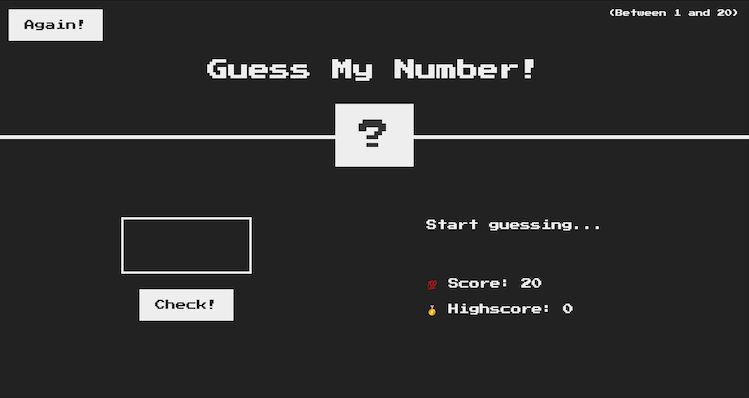 Again!
(Between 1 and 20)
Guess My Number!
?
Start guessing...
💯 Score: 20
🥇 Highscore: 0
Check!